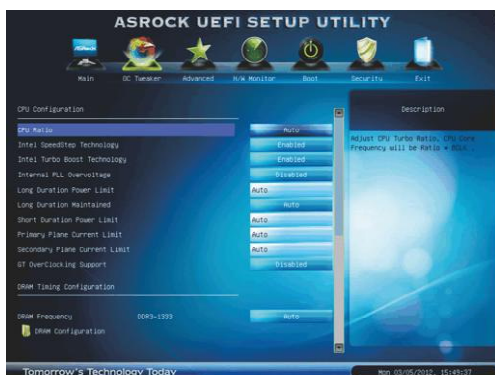 ASROCK UEFI SETUP UTILITY
ASRock
Main OC Tweaker Advanced H/W Monitor Boot Security Exit
CPU Configuration
Description
CPU Ratio Auto
Adjust CPU Turbo Ratio, CPU Core
Frequency will be Ratio *
Intel SpeedStep Technology Enabled
Intel Turbo Boost Technology Enabled
Internal PLL Overvoltage Disabled
Long Duration Power Limit Auto
Long Duration Maintained Auto
Short Duration Power Limit Auto
Primary Plane Current Limit Auto
Secondary Plane Current Limit Auto
GT OverClocking Support Disabled
DRAM Timing Configuration
DRAM Frequency DDR3-1333 Auto
DRAM Configuration
Tomorrow's Technology Today
Mon 03/05/2012, 15:49:37